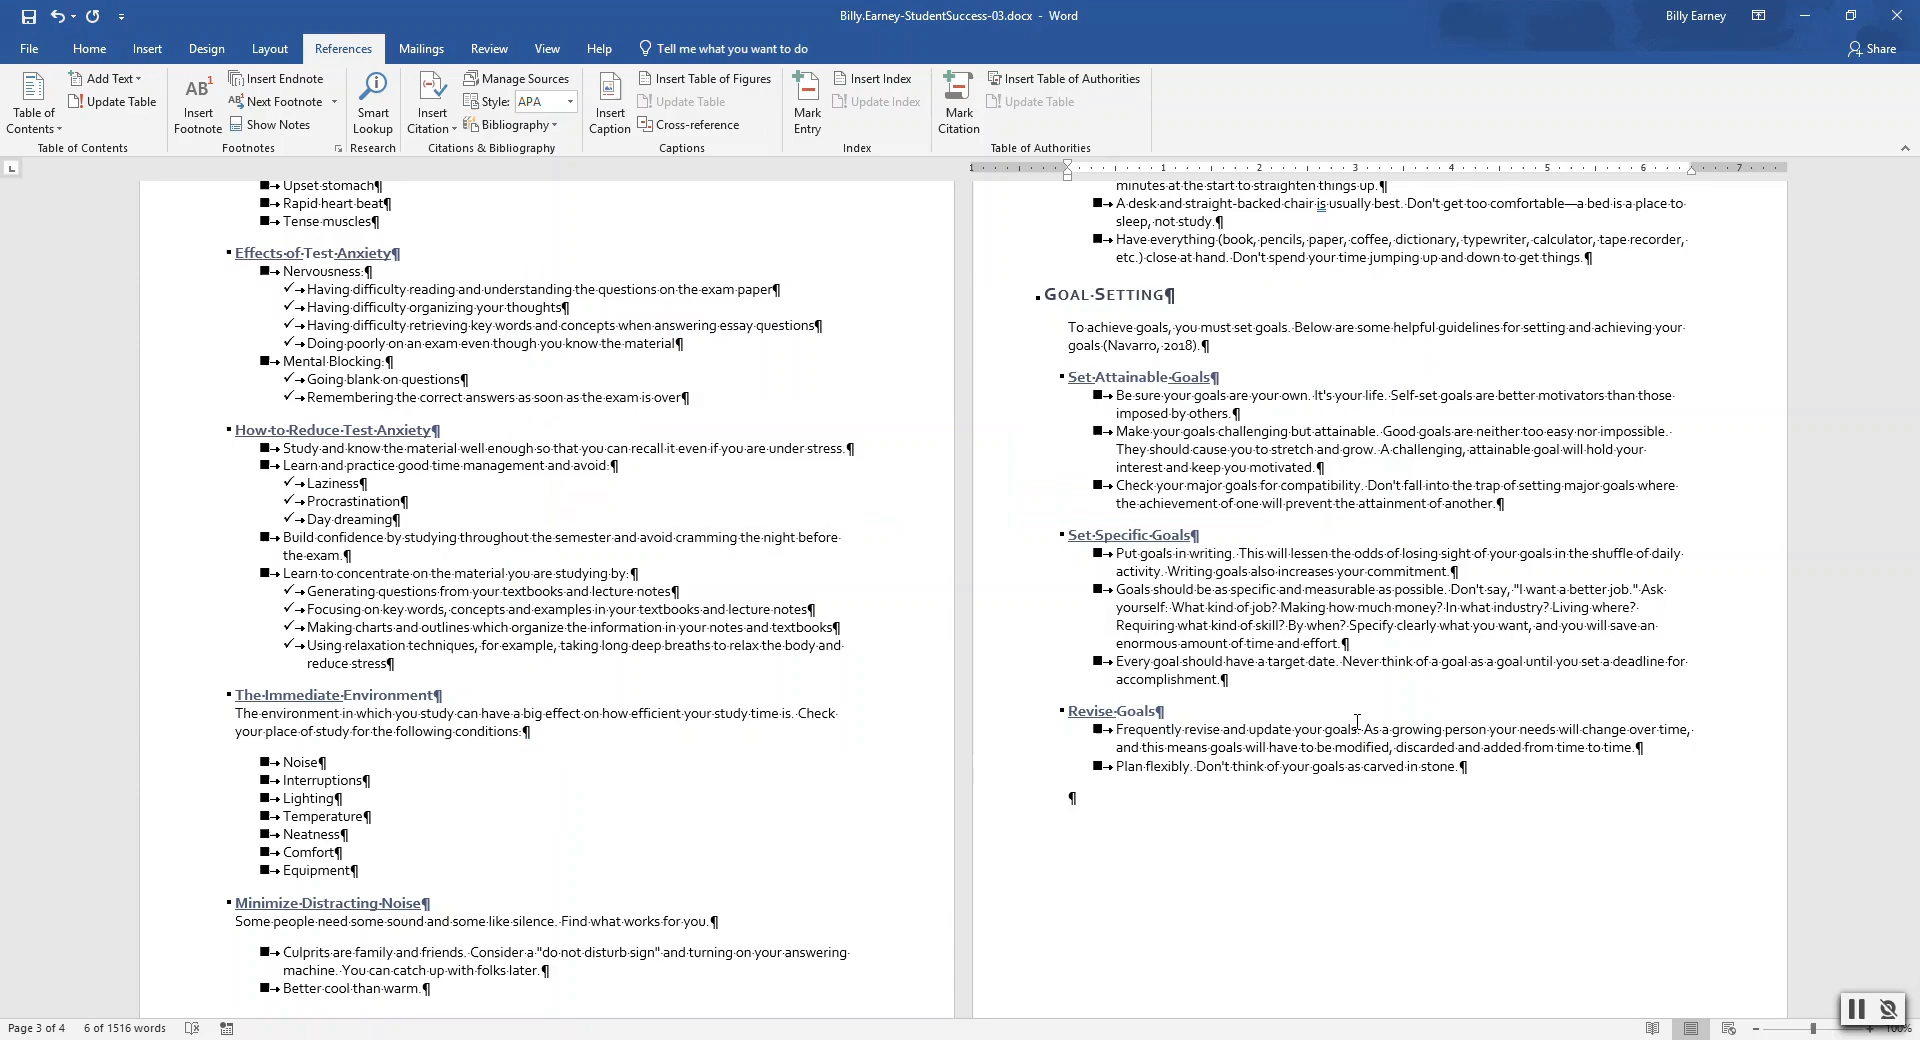 Billy.Earney-StudentSuccess-03.docx - Word
Billy Earney
File Home Insert Design Layout References Mailings Review View Help Tell me what you want to do
Share
Table of Contents
Add Text
Update Table
Table of Contents
AB1
Insert Footnote
Insert Endnote
Next Footnote
Show Notes
Footnotes
Smart Lookup
Research
Insert Citation
Manage Sources
Style: APA
Bibliography
Citations & Bibliography
Insert Caption
Insert Table of Figures
Update Table
Cross-reference
Captions
Mark Entry
Insert Index
Update Index
Index
Mark Citation
Insert Table of Authorities
Update Table
Table of Authorities
1 1 2 3 4 5 6 7
Upset stomach¶
Rapid heart beat¶
Tense muscles¶
Effects of Test Anxiety¶
Nervousness:¶
Having difficulty reading and understanding the questions on the exam paper¶
Having difficulty organizing your thoughts¶
Having difficulty retrieving key words and concepts when answering essay questions¶
Doing poorly on an exam even though you know the material¶
Mental Blocking:¶
Going blank on questions¶
Remembering the correct answers as soon as the exam is over¶
How to Reduce Test Anxiety¶
Study and know the material well enough so that you can recall it even if you are under stress.¶
Learn and practice good time management and avoid:¶
Laziness¶
Procrastination¶
Day dreaming¶
Build confidence by studying throughout the semester and avoid cramming the night before
the exam.¶
Learn to concentrate on the material you are studying by:¶
Generating questions from your textbooks and lecture notes¶
Focusing on key words, concepts and examples in your textbooks and lecture notes¶
Making charts and outlines which organize the information in your notes and textbooks¶
Using relaxation techniques, for example, taking long deep breaths to relax the body and
reduce stress¶
The Immediate Environment¶
The environment in which you study can have a big effect on how efficient your study time is. Check
your place of study for the following conditions:¶
Noise¶
Interruptions¶
Lighting¶
Temperature¶
Neatness¶
Comfort¶
Equipment¶
Minimize Distracting Noise¶
Some people need some sound and some like silence. Find what works for you.¶
Culprits are family and friends. Consider a "do not disturb sign" and turning on your answering
machine. You can catch up with folks later.¶
Better cool than warm.¶
minutes at the start to straighten things up.¶
A desk and straight-backed chair is usually best. Don't get too comfortable—a bed is a place to
sleep, not study.¶
Have everything (book, pencils, paper, coffee, dictionary, typewriter, calculator, tape recorder,
etc.) close at hand. Don't spend your time jumping up and down to get things.¶
GOAL SETTING¶
To achieve goals, you must set goals. Below are some helpful guidelines for setting and achieving your
goals (Navarro, 2018).¶
Set Attainable Goals¶
Be sure your goals are your own. It's your life. Self-set goals are better motivators than those
imposed by others.¶
Make your goals challenging but attainable. Good goals are neither too easy nor impossible.
They should cause you to stretch and grow. A challenging, attainable goal will hold your
interest and keep you motivated.¶
Check your major goals for compatibility. Don't fall into the trap of setting major goals where
the achievement of one will prevent the attainment of another.¶
Set Specific Goals¶
Put goals in writing. This will lessen the odds of losing sight of your goals in the shuffle of daily
activity. Writing goals also increases your commitment.¶
Goals should be as specific and measurable as possible. Don't say, "I want a better job." Ask
yourself: What kind of job? Making how much money? In what industry? Living where?
Requiring what kind of skill? By when? Specify clearly what you want, and you will save an
enormous amount of time and effort.¶
Every goal should have a target date. Never think of a goal as a goal until you set a deadline for
accomplishment.¶
Revise Goals¶
Frequently revise and update your goals. As a growing person your needs will change over time,
and this means goals will have to be modified, discarded and added from time to time.¶
Plan flexibly. Don't think of your goals as carved in stone.¶
¶
Page 3 of 4 6 of 1516 words
100%